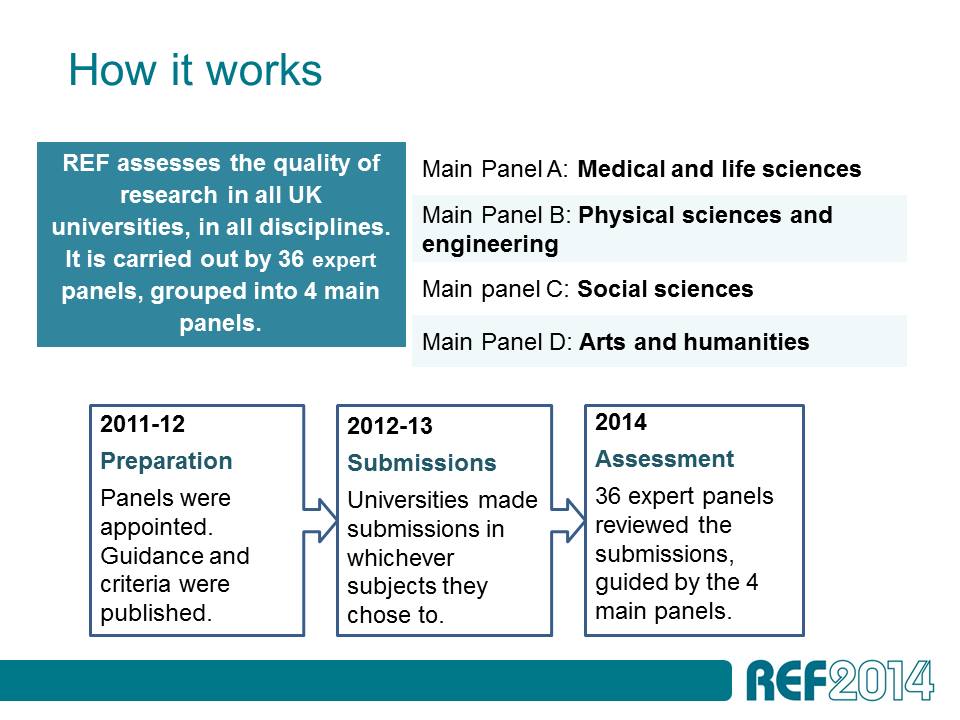 How it works
REF assesses the quality of
research in all UK
universities, in all disciplines.
It is carried out by 36 expert
panels, grouped into 4 main
panels.
Main Panel A: Medical and life sciences
Main Panel B: Physical sciences and
engineering
Main panel C: Social sciences
Main Panel D: Arts and humanities
2011-12
Preparation
Panels were
appointed.
Guidance and
criteria were
published.
2012-13
Submissions
Universities made
submissions in
whichever
subjects they
chose to.
2014
Assessment
36 expert panels
reviewed the
submissions,
guided by the 4
main panels.
REF2014